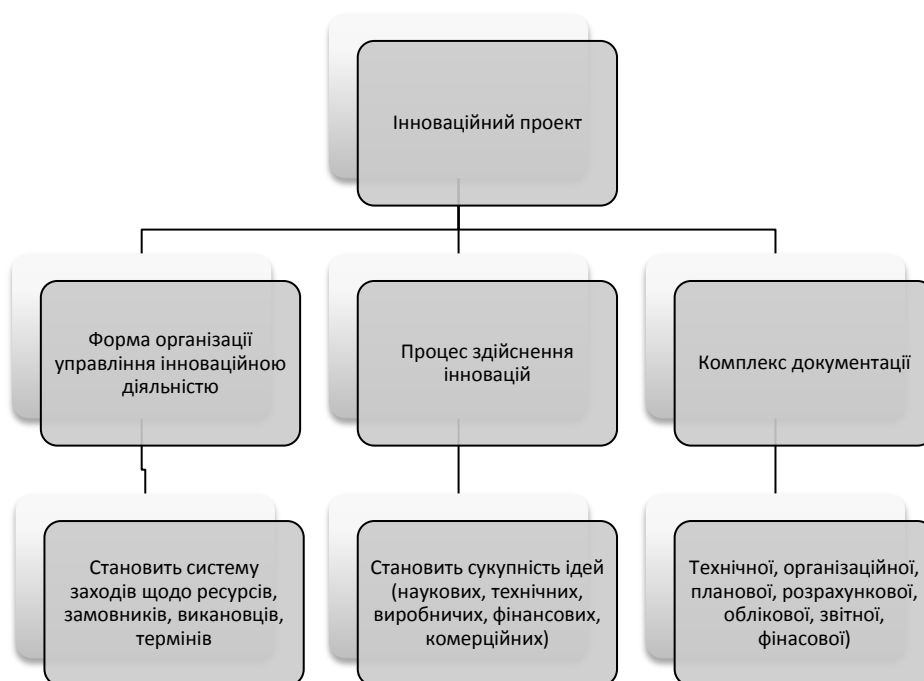 Інноваційний проект
Форма організації
управління інноваційною
діяльністю
Процес здійснення
інновацій
Комплекс документації
Становить систему
заходів щодо ресурсів,
замовників, викановців,
термінів
Становить сукупність ідей
(наукових, технічних,
виробничих, фінансових,
комерційних)
Технічної, організаційної,
планової, розрахункової,
облікової, звітної,
фінасової)